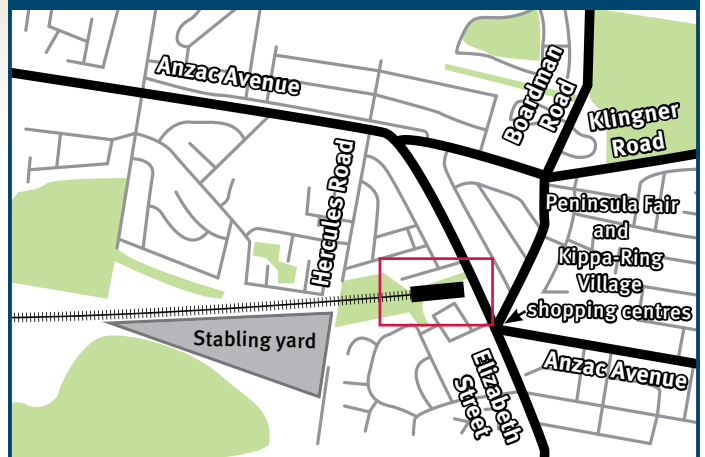 Anzac Avenue
Boardman
Road
Klingner
Road
Hercules Road
Peninsula Fair
and
Kippa-Ring
Village
shopping centres
Stabling yard
Elizabeth
Street
Anzac Avenue